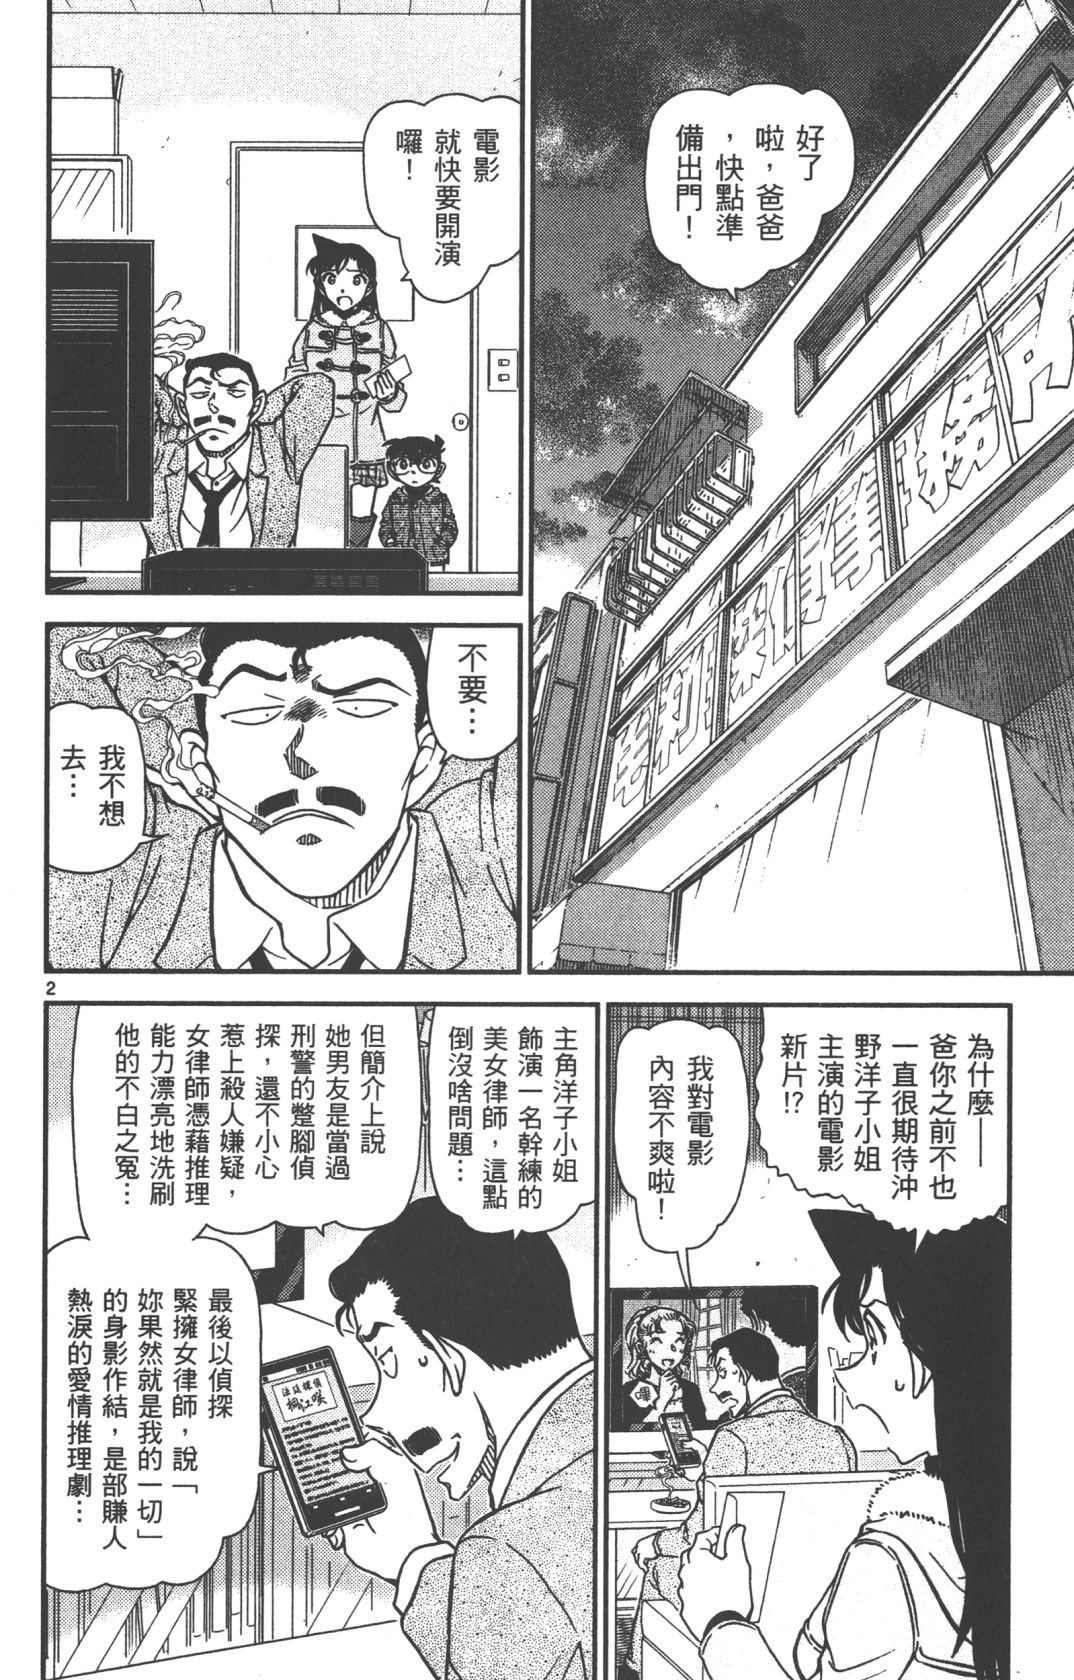 好了
啦，爸爸
，快點準
備出門！
毛利偵探事務所
電影
就快要開演
囉！
不要…
我不想
去…
2
為什麼—
爸你之前不也
一直很期待沖
野洋子小姐
主演的電影
新片!?
我對電影
內容不爽啦！
嗶
主角洋子小姐
飾演一名幹練的
美女律師，這點
倒沒啥問題…
但簡介上說
她男友是當過
刑警的蹩腳偵
探，還不小心
惹上殺人嫌疑，
女律師憑藉推理
能力漂亮地洗刷
他的不白之冤…
法廷探偵
桐江咲
最後以偵探
緊擁女律師，說「
妳果然就是我的一切」
的身影作結，是部賺人
熱淚的愛情推理劇…